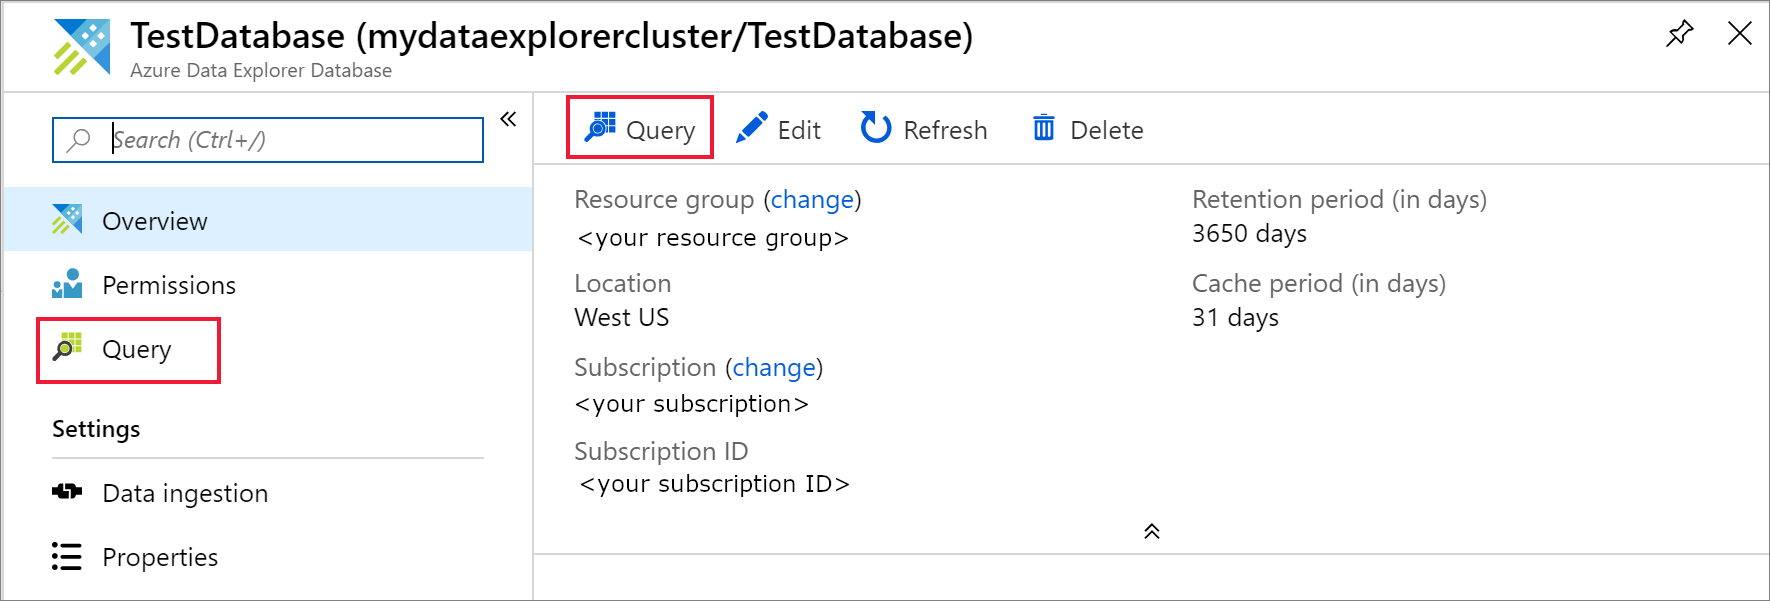 TestDatabase (mydataexplorercluster/TestDatabase)
Azure Data Explorer Database
Search (Ctrl+/)
Overview
Permissions
Query
Settings
Data ingestion
Properties
Query
Edit
Refresh
Delete
Resource group (change)
<your resource group>
Location
West US
Subscription (change)
<your subscription>
Subscription ID
<your subscription ID>
Retention period (in days)
3650 days
Cache period (in days)
31 days